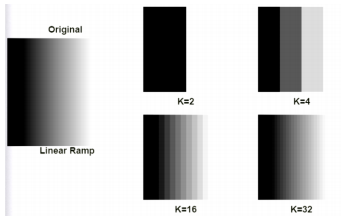 Original
Linear Ramp
K=2
K=4
K=16
K=32